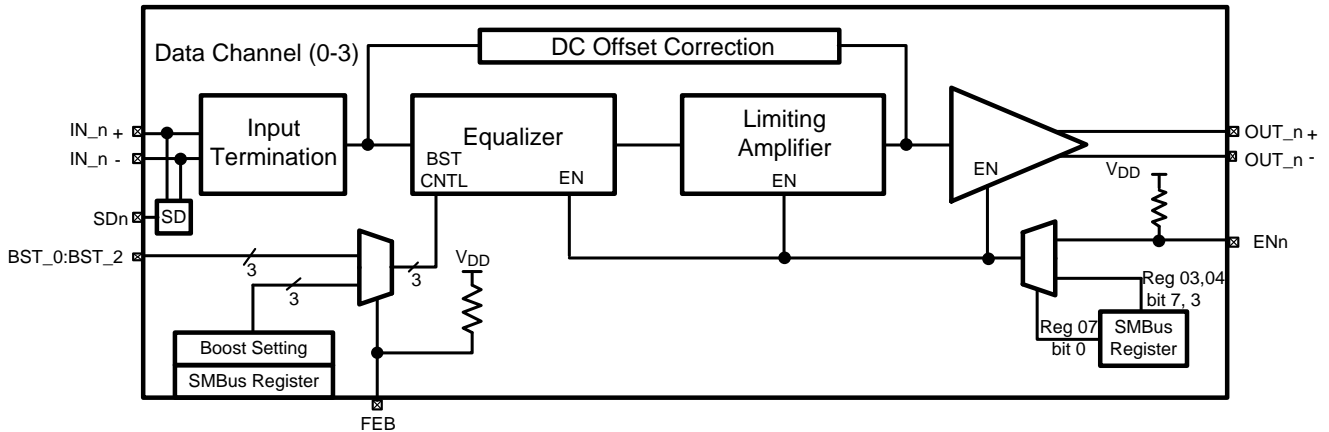 Data Channel (0-3)
DC Offset Correction
IN_n +
IN_n -
Input
Termination
Equalizer
BST
CNTL
EN
Limiting
Amplifier
EN
EN
OUT_n +
OUT_n -
VDD
SDn
SD
BST_0:BST_2
3
3
3
VDD
ENn
Reg 03,04
bit 7, 3
Reg 07
bit 0
SMBus
Register
Boost Setting
SMBus Register
FEB